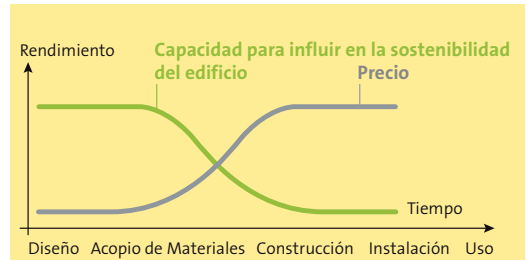 Rendimiento
Capacidad para influir en la sostenibilidad
del edificio
Precio
Tiempo
Diseño Acopio de Materiales Construcción Instalación Uso